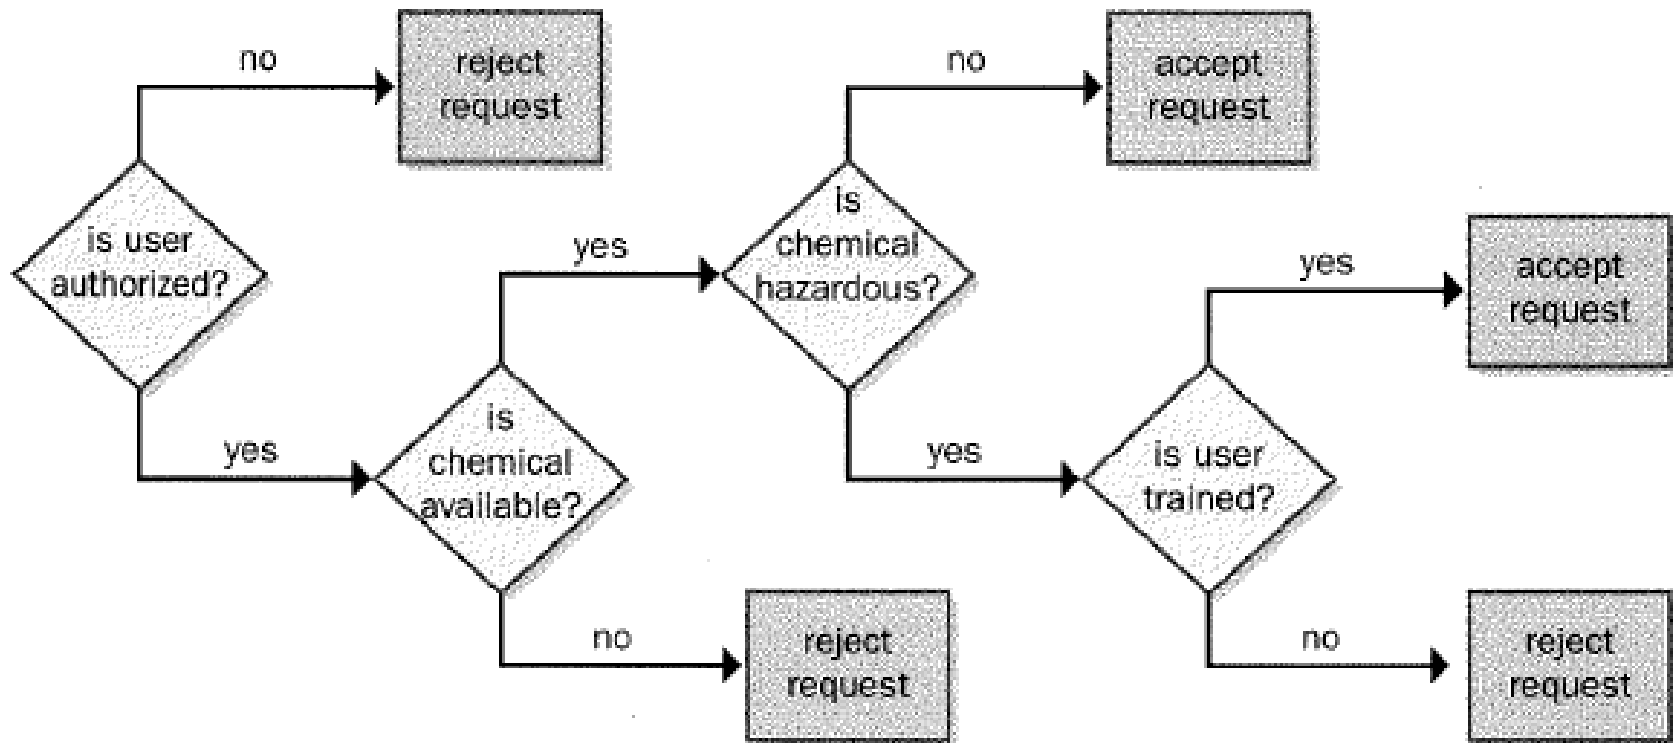 no
reject
request
is user
authorized?
yes
is
chemical
available?
yes
no
reject
request
is
chemical
hazardous?
no
accept
request
yes
is user
trained?
yes
accept
request
no
reject
request